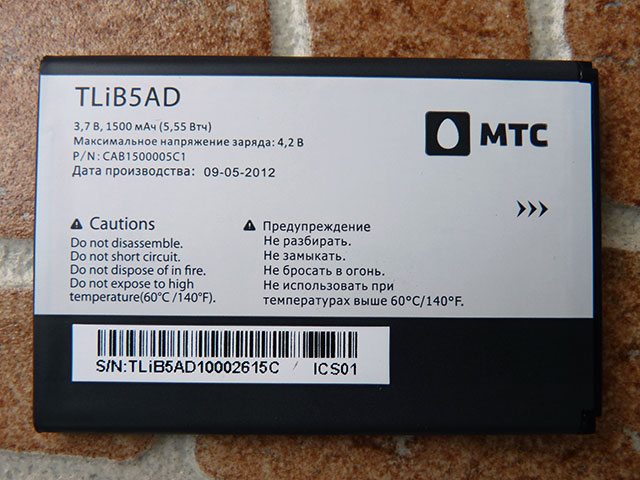 TLiB5AD
3,7 В, 1500 мАч (5,55 Втч)
Максимальное напряжение заряда: 4,2 В
P/N: CAB1500005C1
Дата производства: 09-05-2012
МТС
Cautions
Do not disassemble.
Do not short circuit.
Do not dispose of in fire.
Do not expose to high
temperature(60°C /140°F).
Предупреждение
Не разбирать.
Не замыкать.
Не бросать в огонь.
Не использовать при
температурах выше 60°C/140°F.
S/N:TLiB5AD10002615C / ICS01